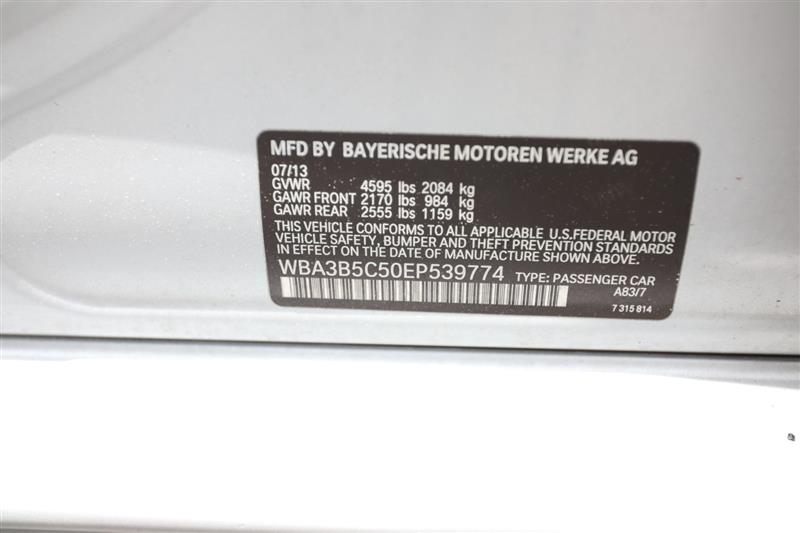 MFD BY BAYERISCHE MOTOREN WERKE AG
07/13
GVWR 4595 lbs 2084 kg
GAWR FRONT 2170 lbs 984 kg
GAWR REAR 2555 lbs 1159 kg
THIS VEHICLE CONFORMS TO ALL APPLICABLE U.S.FEDERAL MOTOR
VEHICLE SAFETY, BUMPER AND THEFT PREVENTION STANDARDS
IN EFFECT ON THE DATE OF MANUFACTURE SHOWN ABOVE.
WBA3B5C50EP539774 TYPE: PASSENGER CAR
A83/7
7 315 814